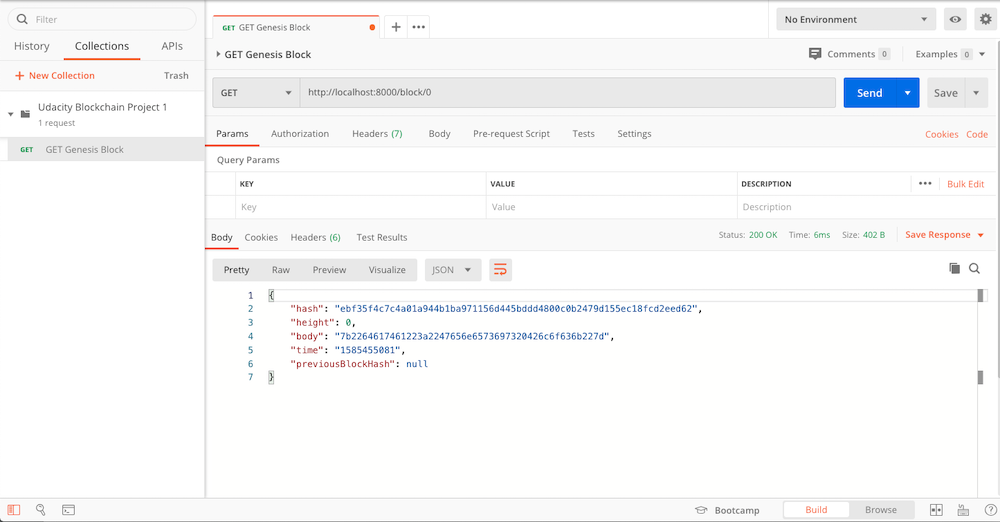 Filter
History Collections APIs
+ New Collection Trash
Udacity Blockchain Project 1
1 request
GET GET Genesis Block
GET GET Genesis Block
No Environment
GET Genesis Block
Comments 0 Examples 0
GET http://localhost:8000/block/0 Send Save
Params Authorization Headers (7) Body Pre-request Script Tests Settings Cookies Code
Query Params
KEY VALUE DESCRIPTION ••• Bulk Edit
Key Value Description
Body Cookies Headers (6) Test Results Status: 200 OK Time: 6ms Size: 402 B Save Response
Pretty Raw Preview Visualize JSON
1 {
2 "hash": "ebf35f4c7c4a01a944b1ba971156d445bddd4800c0b2479d155ec18fcd2eed62",
3 "height": 0,
4 "body": "7b2264617461223a2247656e6573697320426c6f636b227d",
5 "time": "1585455081",
6 "previousBlockHash": null
7 }
Bootcamp Build Browse